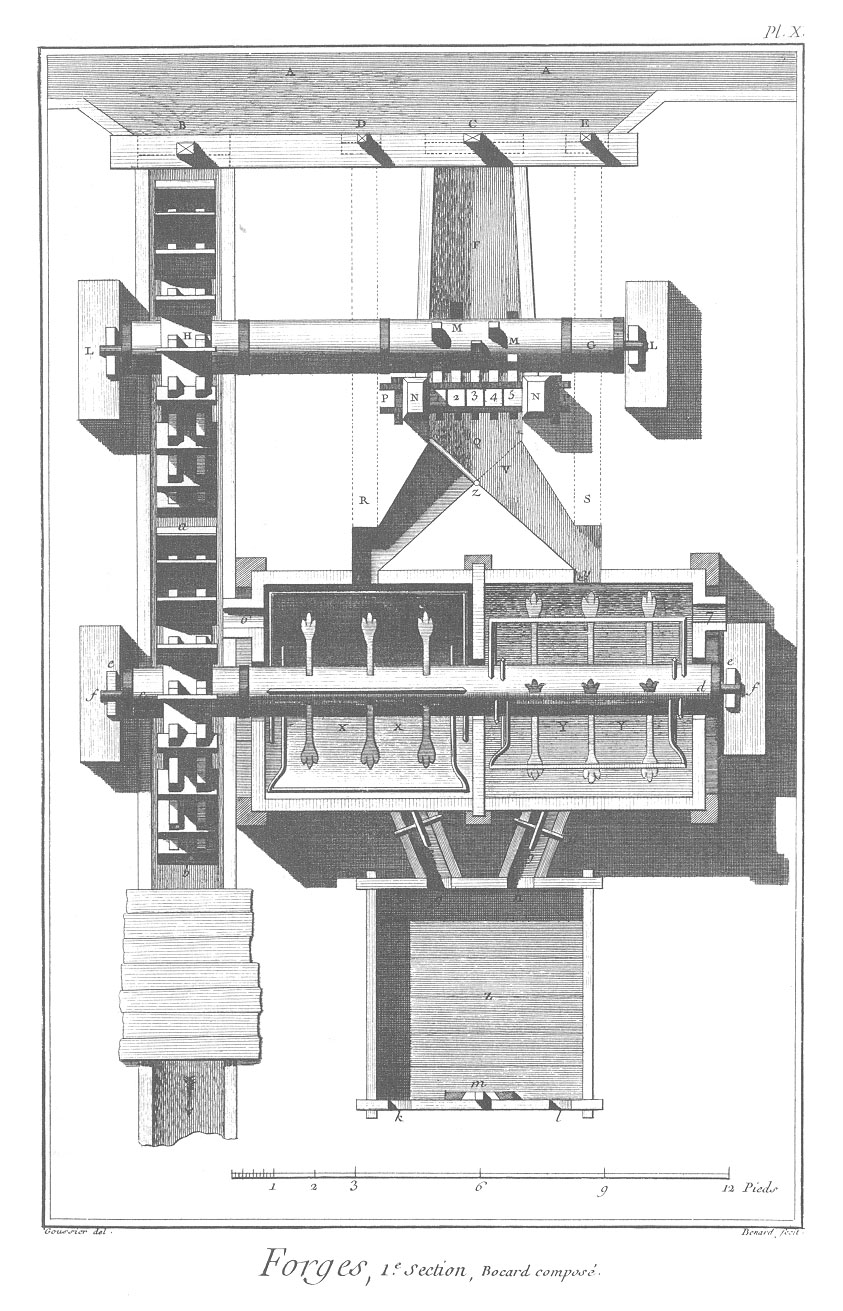 Pl. X.
A A
B D C E
F
H M M G
L L
P N 2 3 4 5 N
Q V
R Z S
a
o 7
e e
f d f
X X Y Y
b
g h
Z
m
k l
1 2 3 6 9 12 Pieds
Goussier del. Benard fecit.
Forges, 1.e Section, Bocard composé.